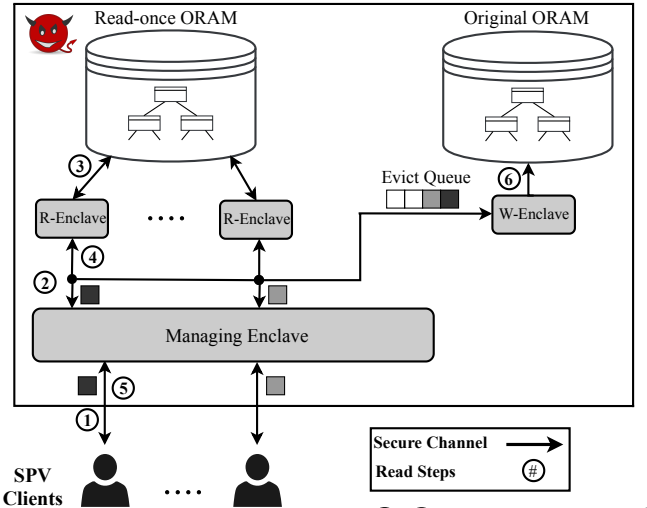 Read-once ORAM
Original ORAM
3
6
Evict Queue
R-Enclave
....
R-Enclave
W-Enclave
4
2
Managing Enclave
5
1
Secure Channel
Read Steps
#
SPV
Clients
....